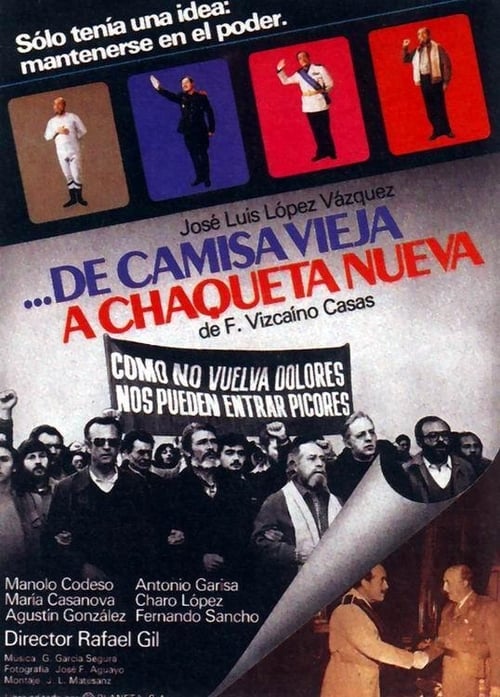 Sólo tenía una idea:
mantenerse en el poder.
José Luis López Vázquez
...DE CAMISA VIEJA
A CHAQUETA NUEVA
de F. Vizcaíno Casas
COMO NO VUELVA DOLORES
NOS PUEDEN ENTRAR PICORES
Manolo Codeso Antonio Garisa
María Casanova Charo López
Agustín González Fernando Sancho
Director Rafael Gil
Música G. García Segura
Fotografía José F. Aguayo
Montaje J. L. Matesanz